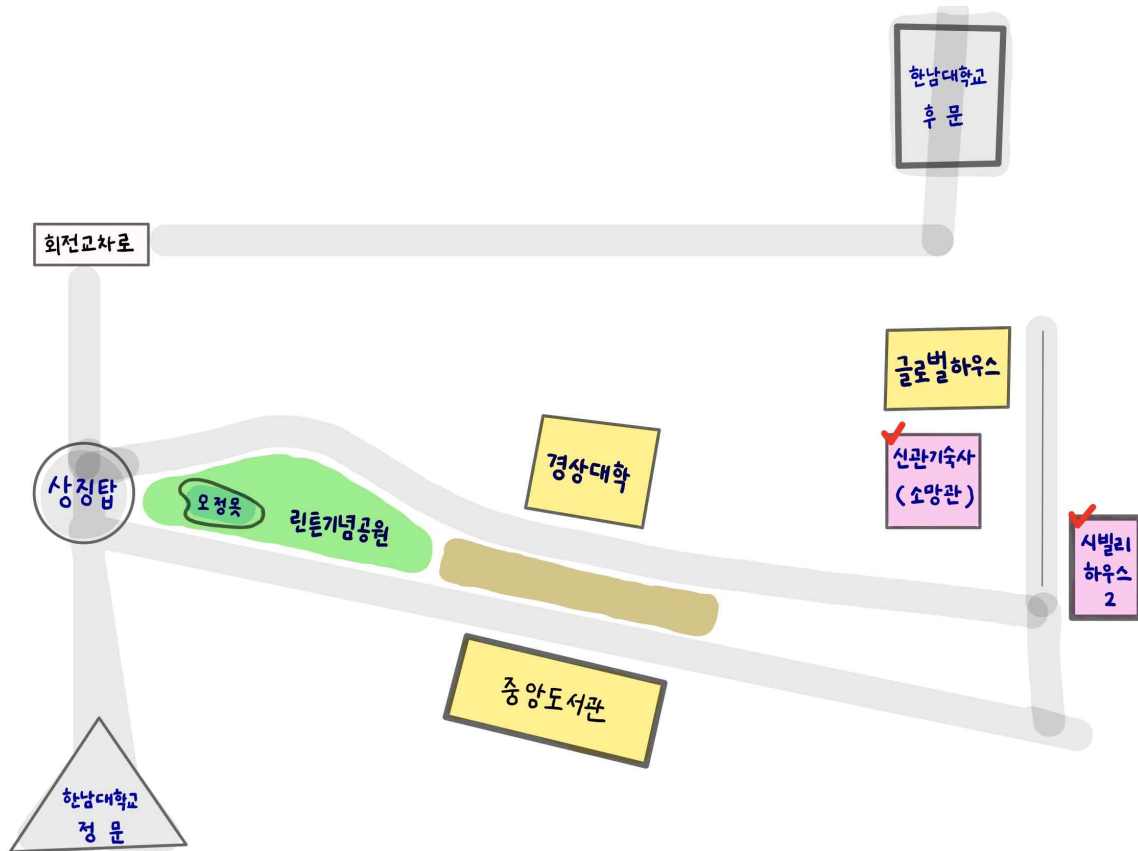 한남대학교
후문
회전교차로
글로벌하우스
경상대학
신관기숙사
(소망관)
상징탑
오정못
린튼기념공원
시빌리
하우스
2
중앙도서관
한남대학교
정문